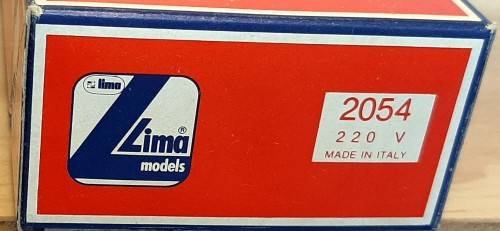 lima
Lima®
models
2054
220 V
MADE IN ITALY